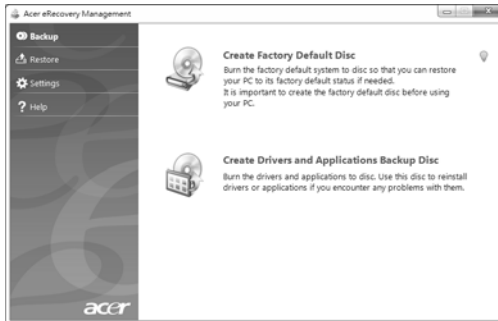 Acer eRecovery Management
Backup
Restore
Settings
? Help
Create Factory Default Disc
Burn the factory default system to disc so that you can restore
your PC to its factory default status if needed.
It is important to create the factory default disc before using
your PC.
Create Drivers and Applications Backup Disc
Burn the drivers and applications to disc. Use this disc to reinstall
drivers or applications if you encounter any problems with them.
acer